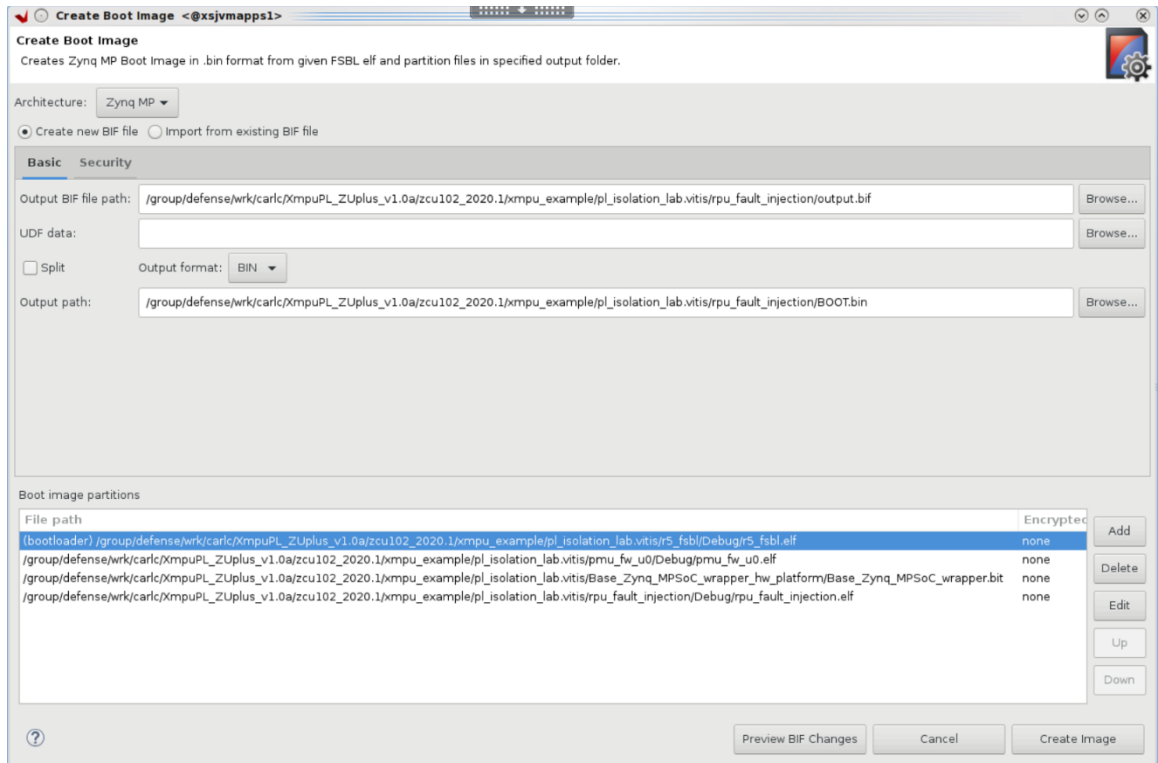 Create Boot Image <@xsjvmapps1>
Create Boot Image
Creates Zynq MP Boot Image in .bin format from given FSBL elf and partition files in specified output folder.
Architecture: Zynq MP
Create new BIF file Import from existing BIF file
Basic Security
Output BIF file path: /group/defense/wrk/carlc/XmpuPL_ZUplus_v1.0a/zcu102_2020.1/xmpu_example/pl_isolation_lab.vitis/rpu_fault_injection/output.bif Browse...
UDF data: Browse...
Split Output format: BIN
Output path: /group/defense/wrk/carlc/XmpuPL_ZUplus_v1.0a/zcu102_2020.1/xmpu_example/pl_isolation_lab.vitis/rpu_fault_injection/BOOT.bin Browse...
Boot image partitions
File path Encrypted
(bootloader) /group/defense/wrk/carlc/XmpuPL_ZUplus_v1.0a/zcu102_2020.1/xmpu_example/pl_isolation_lab.vitis/r5_fsbl/Debug/r5_fsbl.elf none
/group/defense/wrk/carlc/XmpuPL_ZUplus_v1.0a/zcu102_2020.1/xmpu_example/pl_isolation_lab.vitis/pmu_fw_u0/Debug/pmu_fw_u0.elf none
/group/defense/wrk/carlc/XmpuPL_ZUplus_v1.0a/zcu102_2020.1/xmpu_example/pl_isolation_lab.vitis/Base_Zynq_MPSoC_wrapper_hw_platform/Base_Zynq_MPSoC_wrapper.bit none
/group/defense/wrk/carlc/XmpuPL_ZUplus_v1.0a/zcu102_2020.1/xmpu_example/pl_isolation_lab.vitis/rpu_fault_injection/Debug/rpu_fault_injection.elf none
Add
Delete
Edit
Up
Down
? Preview BIF Changes Cancel Create Image